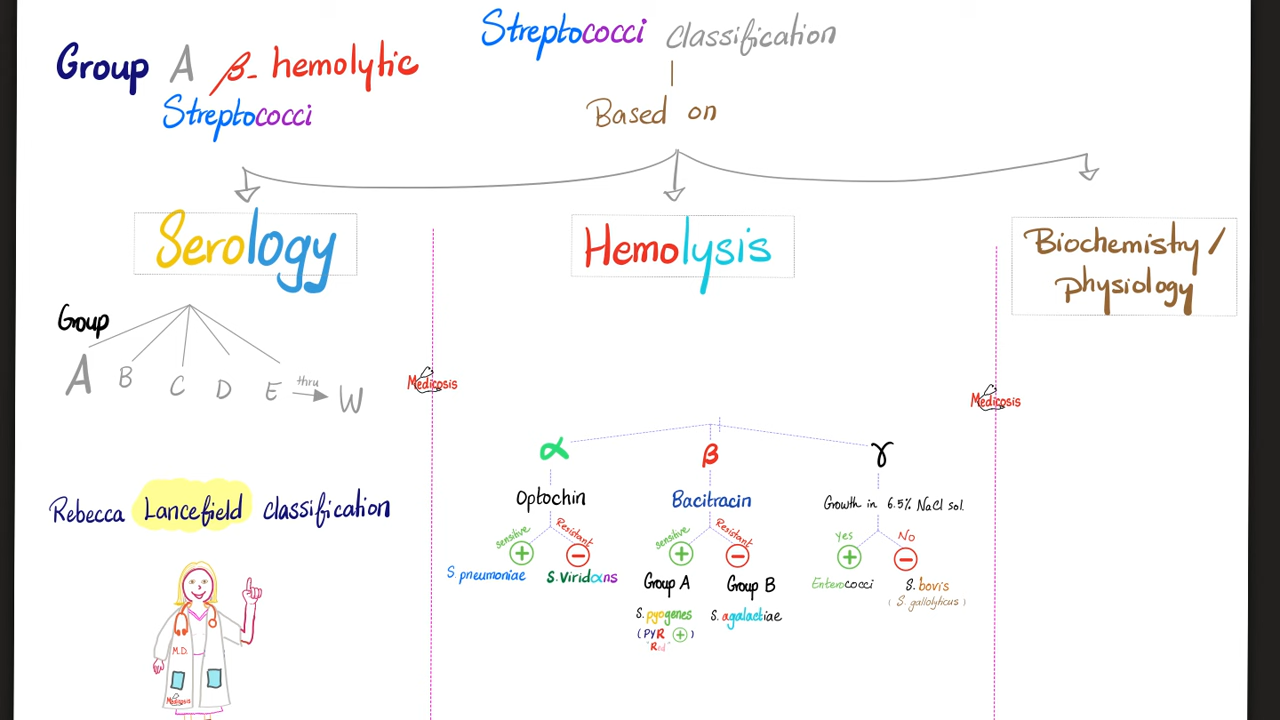 Streptococci classification
Based on
Group A β- hemolytic
Streptococci
Serology
Group
A B C D E thru W
Rebecca Lancefield classification
M.D.
Medicosis
Medicosis
Hemolysis
α β γ
Optochin
sensitive Resistant
+ −
S. pneumoniae S. Viridans
Bacitracin
sensitive Resistant
+ −
Group A Group B
S. pyogenes S. agalactiae
(PYR +)
"Red"
Growth in 6.5% NaCl sol.
Yes No
+ −
Enterococci S. bovis
(S. gallolyticus)
Medicosis
Biochemistry /
physiology